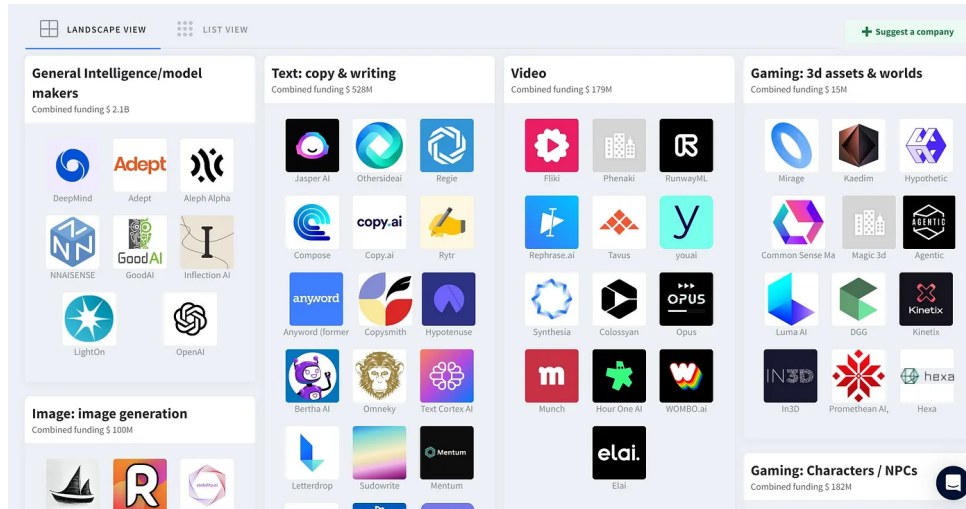 LANDSCAPE VIEW
LIST VIEW
Suggest a company
General Intelligence/model
makers
Combined funding $ 2.1B
DeepMind
Adept
Adept
Aleph Alpha
NN
NNAISENSE
GoodAI
GoodAI
I
Inflection AI
LightOn
OpenAI
Image: image generation
Combined funding $ 100M
R
stability.ai
Text: copy & writing
Combined funding $ 528M
Jasper AI
Othersideai
Regie
Compose
copy.ai
Copy.ai
Rytr
anyword
Anyword (former
Copysmith
Hypotenuse
Bertha AI
Omneky
Text Cortex AI
Letterdrop
Sudowrite
Mentum
Mentum
Video
Combined funding $ 179M
Fliki
Phenaki
R
RunwayML
Rephrase.ai
Tavus
y
youai
Synthesia
Colossyan
OPUS
Opus
m
Munch
Hour One AI
W
WOMBO.ai
elai.
Elai
Gaming: 3d assets & worlds
Combined funding $ 15M
Mirage
Kaedim
Hypothetic
Common Sense Ma
Magic 3d
AGENTIC
Agentic
Luma AI
DGG
Kinetix
Kinetix
IN3D
In3D
Promethean AI,
hexa
Hexa
Gaming: Characters / NPCs
Combined funding $ 182M